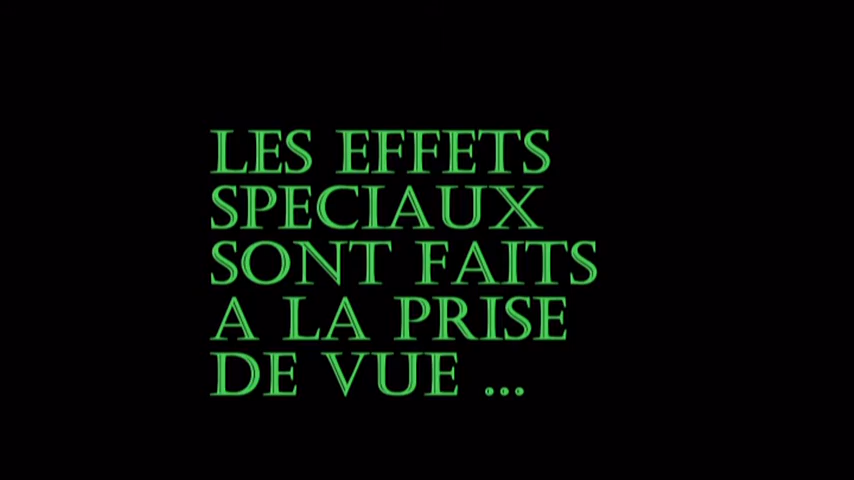 LES EFFETS
SPECIAUX
SONT FAITS
A LA PRISE
DE VUE ...